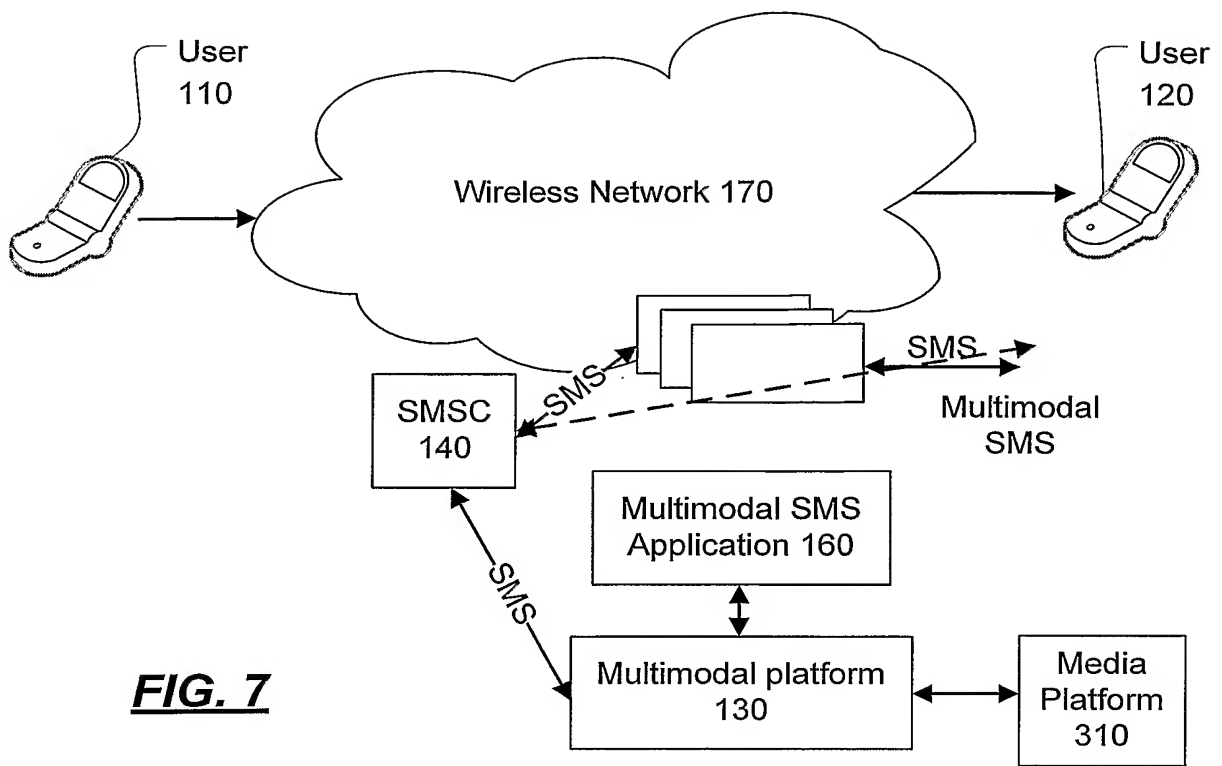 User
110
User
120
Wireless Network 170
SMS
SMS
SMSC
140
Multimodal
SMS
Multimodal SMS
Application 160
SMS
Multimodal platform
130
Media
Platform
310
FIG. 7